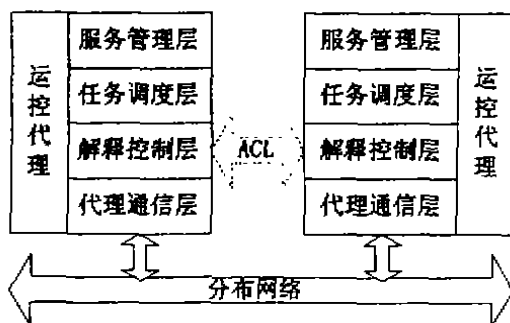 运控代理
服务管理层
任务调度层
解释控制层
代理通信层
ACL
服务管理层
任务调度层
解释控制层
代理通信层
运控代理
分布网络